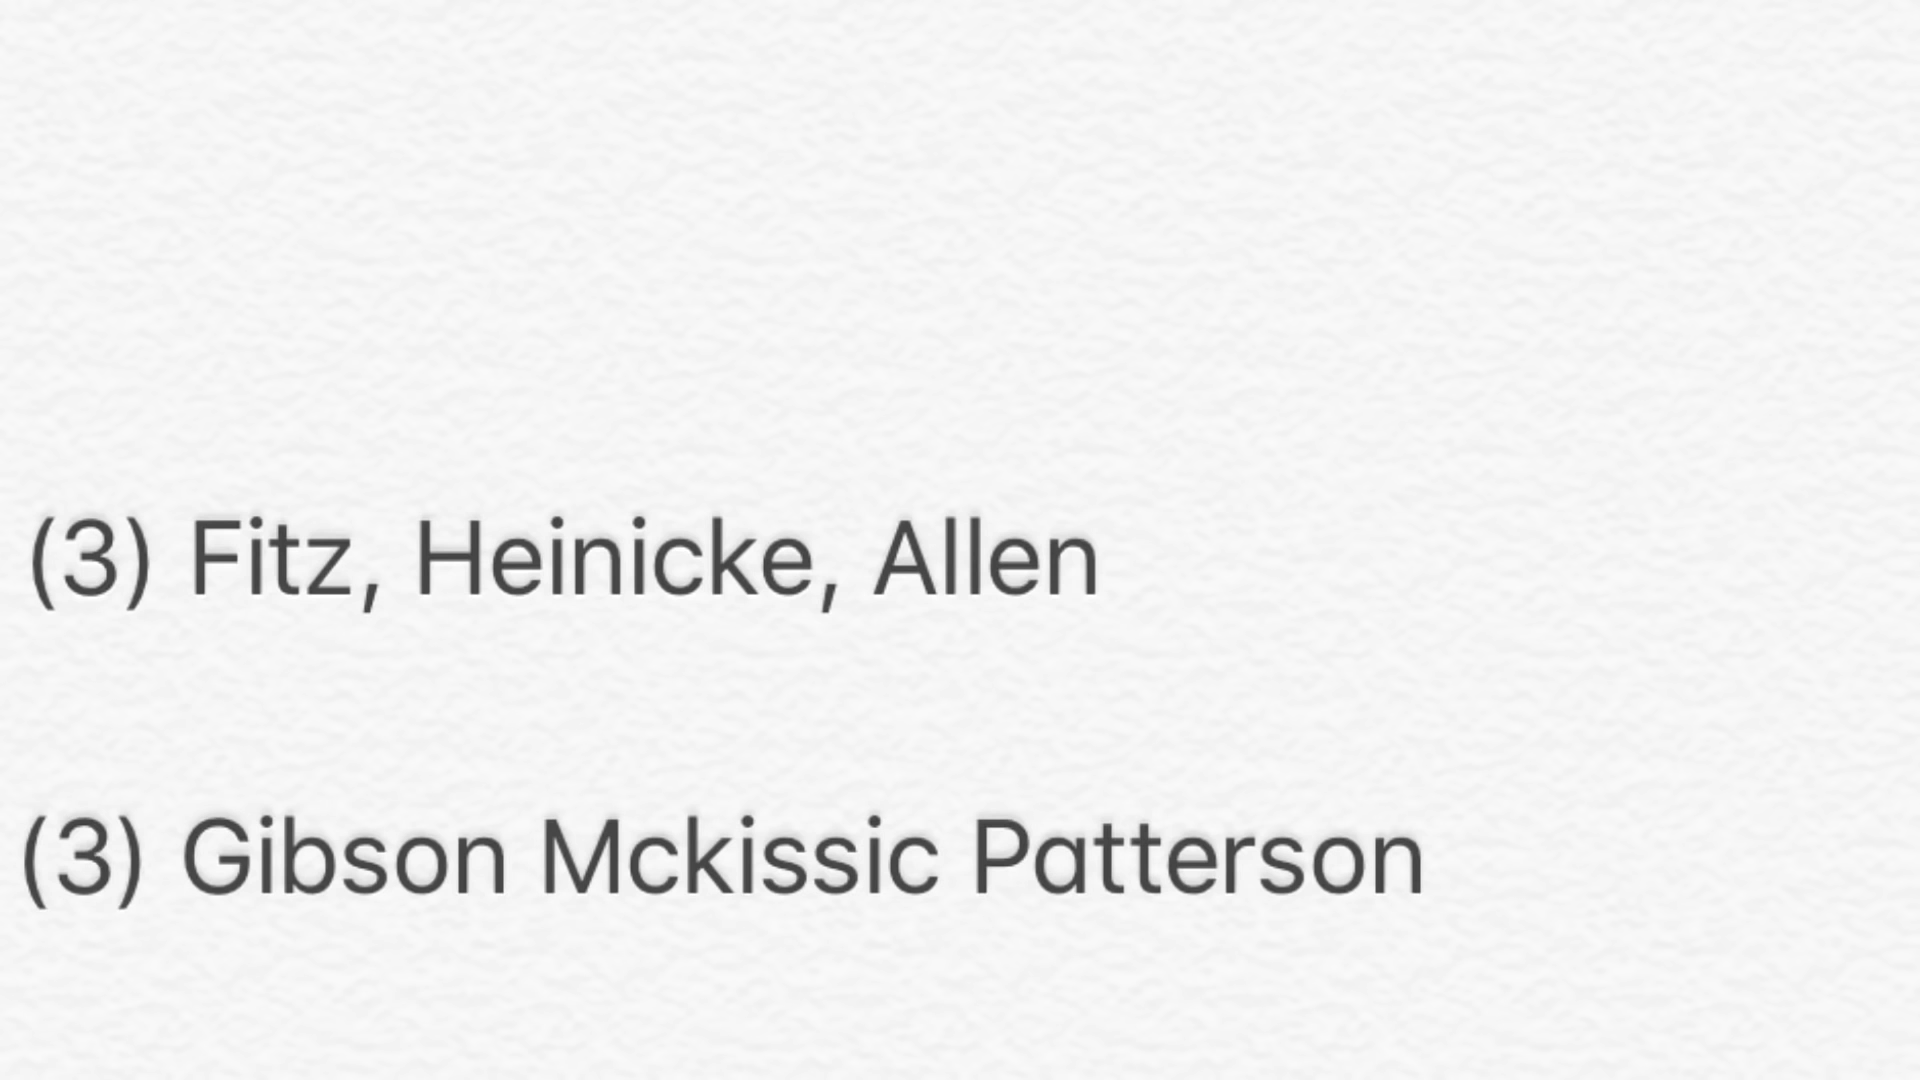 (3) Fitz, Heinicke, Allen
(3) Gibson Mckissic Patterson